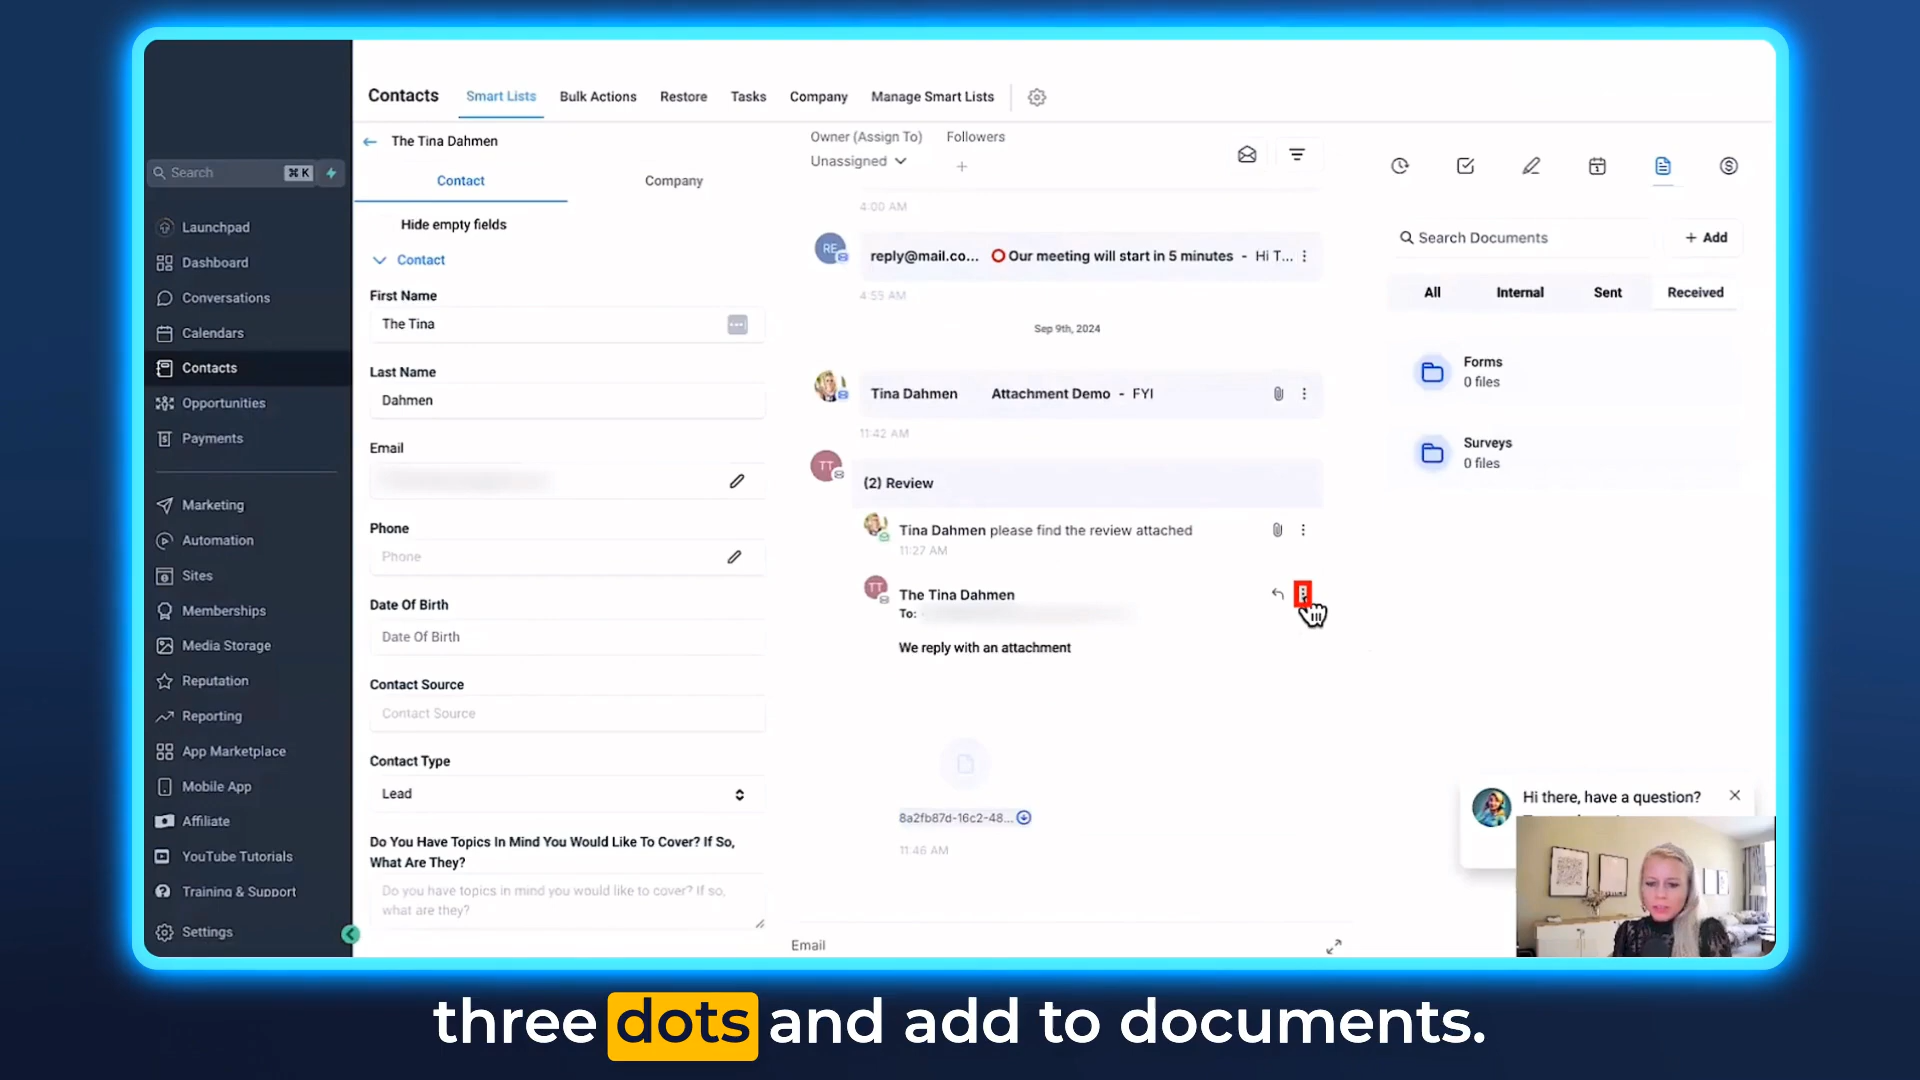 Search
⌘ K
Launchpad
Dashboard
Conversations
Calendars
Contacts
Opportunities
Payments
Marketing
Automation
Sites
Memberships
Media Storage
Reputation
Reporting
App Marketplace
Mobile App
Affiliate
YouTube Tutorials
Training & Support
Settings
Contacts
Smart Lists
Bulk Actions
Restore
Tasks
Company
Manage Smart Lists
The Tina Dahmen
Contact
Company
Hide empty fields
Contact
First Name
The Tina
Last Name
Dahmen
Email
Phone
Phone
Date Of Birth
Date Of Birth
Contact Source
Contact Source
Contact Type
Lead
Do You Have Topics In Mind You Would Like To Cover? If So,
What Are They?
Do you have topics in mind you would like to cover? If so,
what are they?
Owner (Assign To)
Followers
Unassigned
+
4:00 AM
RE
reply@mail.co...
Our meeting will start in 5 minutes - Hi T...
4:55 AM
Sep 9th, 2024
Tina Dahmen
Attachment Demo - FYI
11:42 AM
TT
(2) Review
Tina Dahmen please find the review attached
11:27 AM
TT
The Tina Dahmen
To:
We reply with an attachment
8a2fb87d-16c2-48...
11:46 AM
Email
Search Documents
+ Add
All
Internal
Sent
Received
Forms
0 files
Surveys
0 files
Hi there, have a question?
three dots and add to documents.